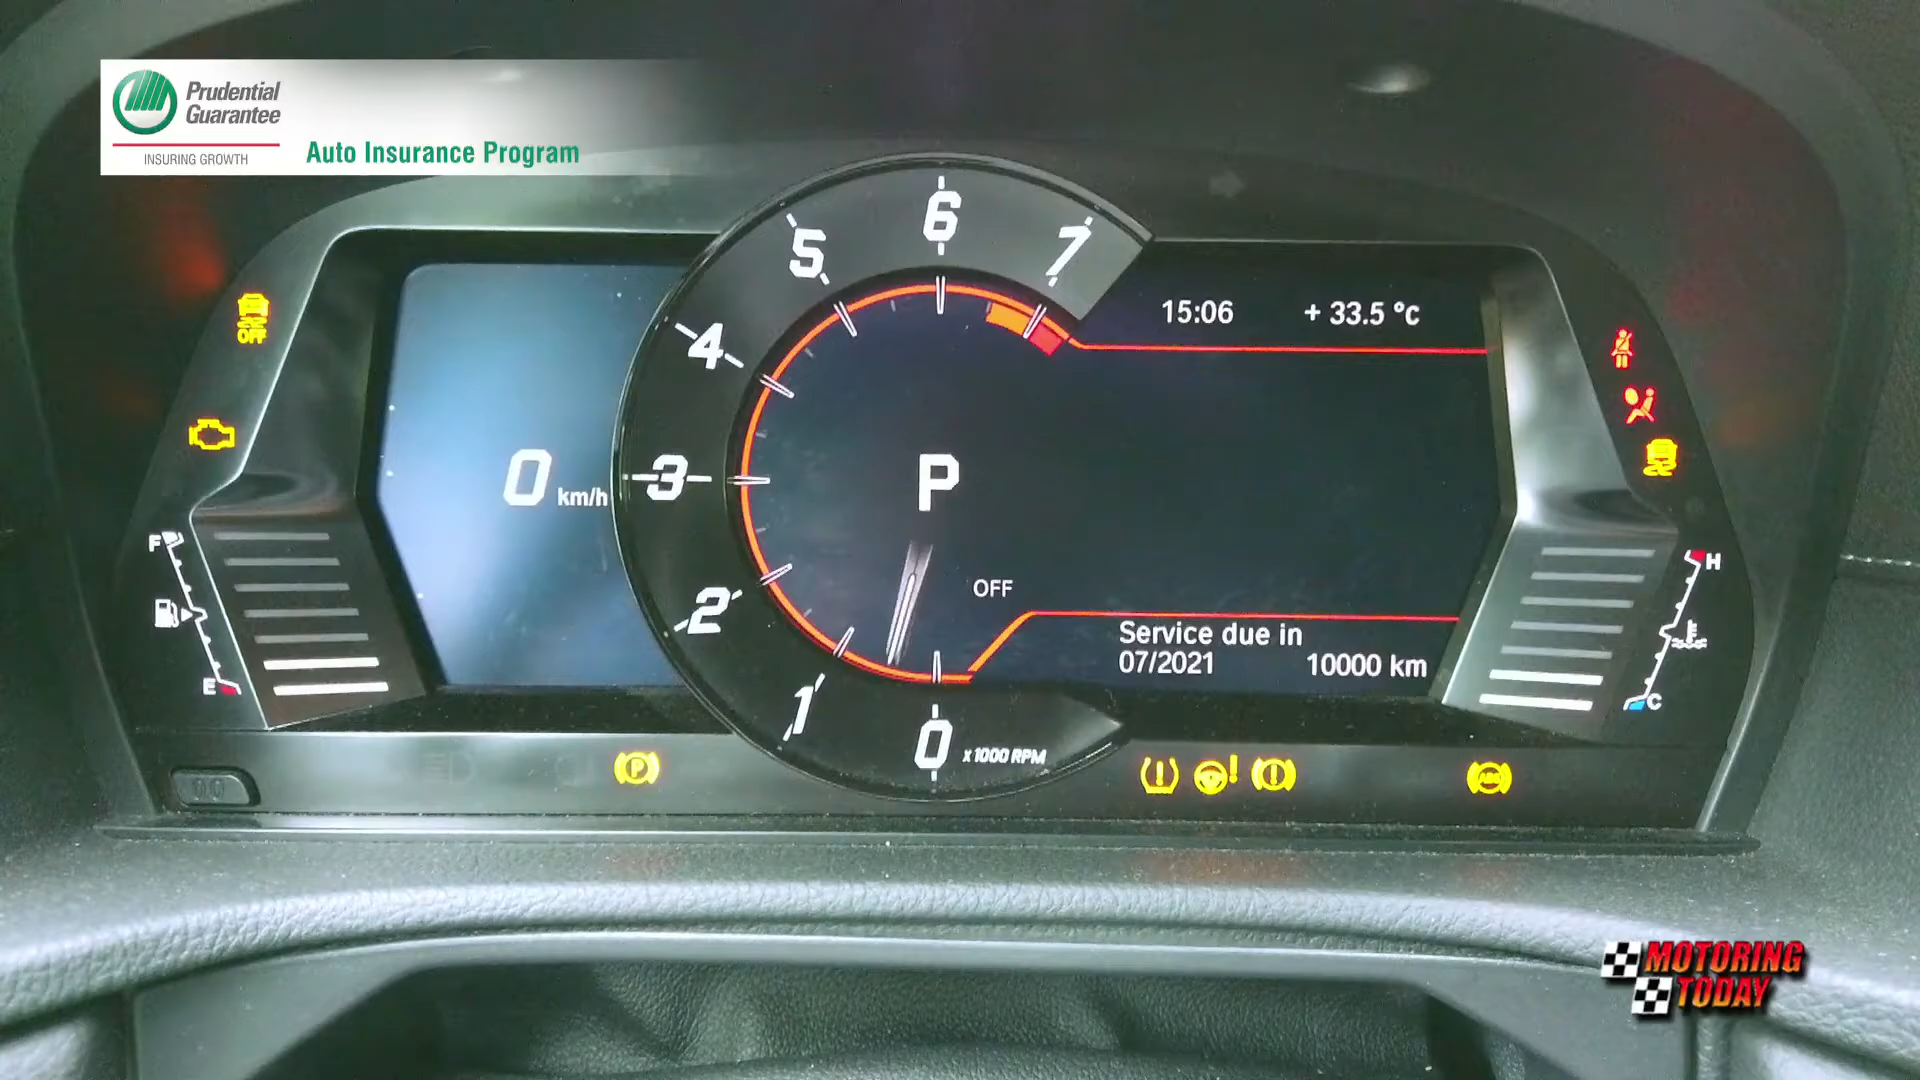 Prudential
Guarantee
INSURING GROWTH
Auto Insurance Program
6
5
7
4
15:06
+ 33.5 °C
OFF
3
0 km/h
P
F
H
2
OFF
Service due in
07/2021
10000 km
E
C
1
0
x1000 RPM
P
ABS
MOTORING
TODAY